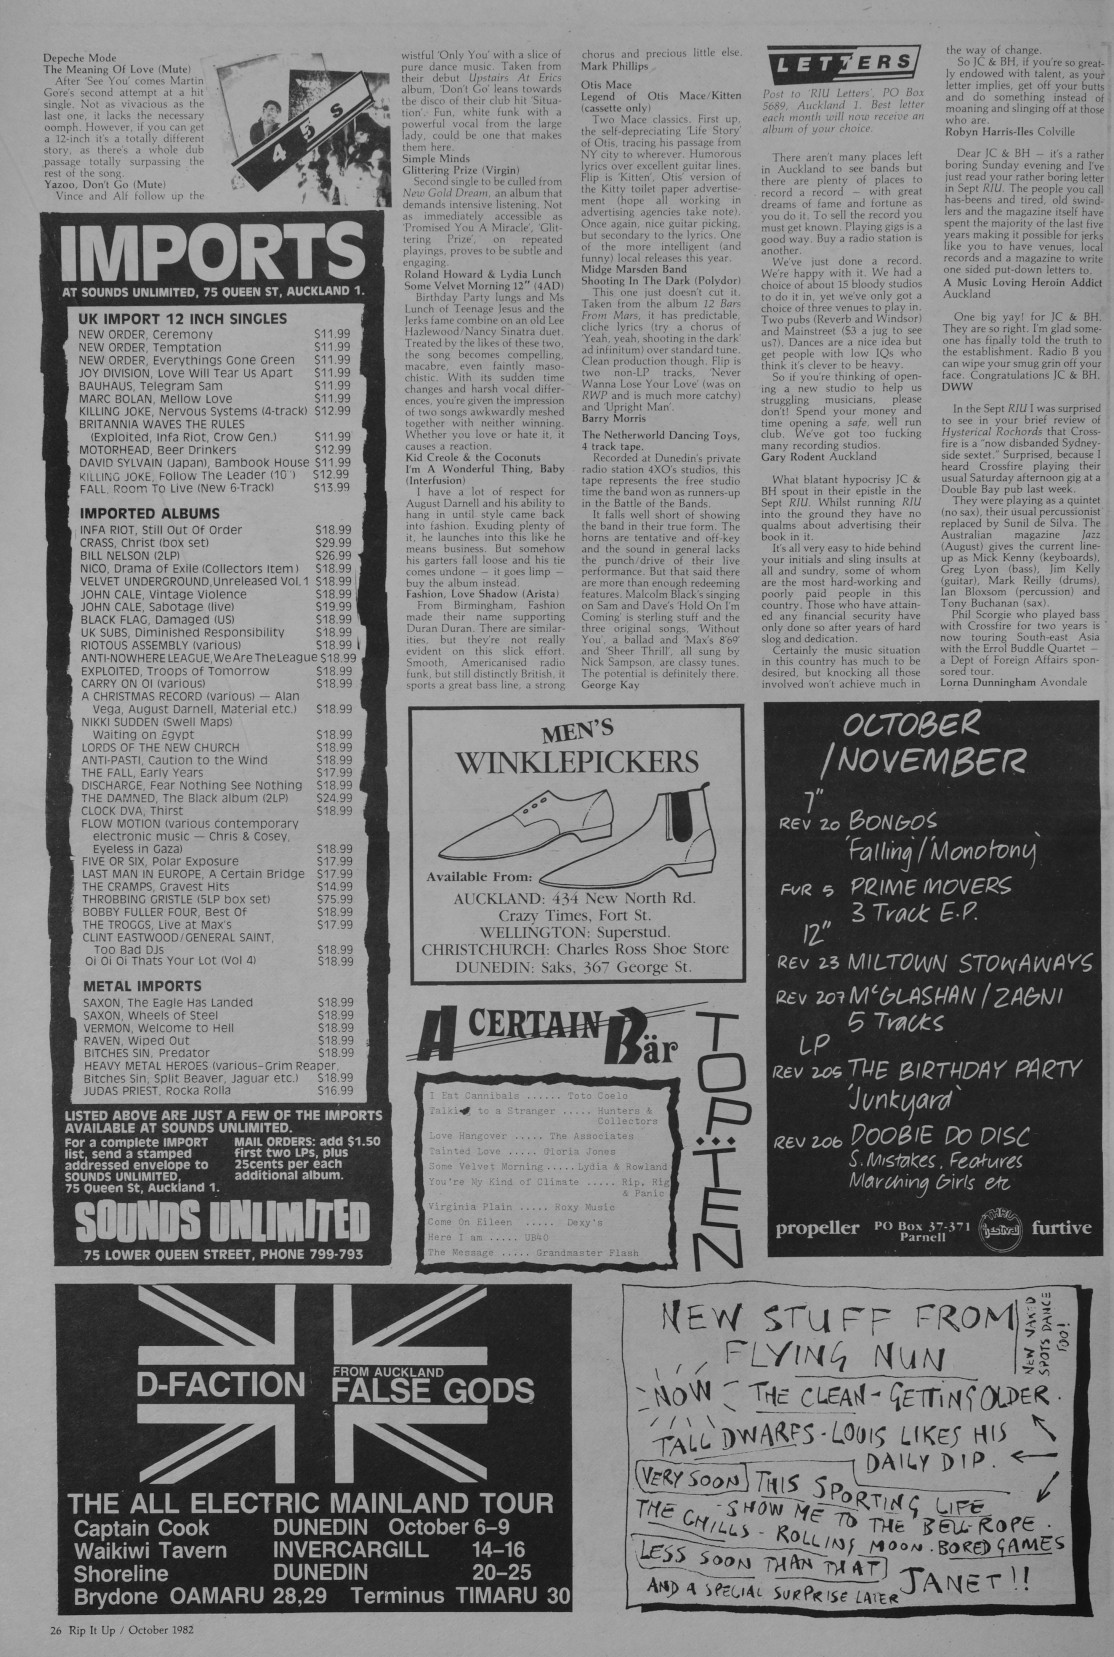 Depeche Mode
The Meaning Of Love (Mute)
After 'See You' comes Martin
Gore's second attempt at a hit
single. Not as vivacious as the
last one, it lacks the necessary
oomph. However, if you can get
a 12-inch it's a totally different
story, as there's a whole dub
passage totally surpassing the
rest of the song.
Yazoo, Don't Go (Mute)
Vince and Alf follow up the
45s
wistful 'Only You' with a slice of
pure dance music. Taken from
their debut Upstairs At Erics
album, 'Don't Go' leans towards
the disco of their club hit 'Situa-
tion'. Fun, white funk with a
powerful vocal from the large
lady, could be one that makes
them here.
Simple Minds
Glittering Prize (Virgin)
Second single to be culled from
New Gold Dream, an album that
demands intensive listening. Not
as immediately accessible as
'Promised You A Miracle', 'Glit-
tering Prize', on repeated
playings, proves to be subtle and
engaging.
Roland Howard & Lydia Lunch
Some Velvet Morning 12" (4AD)
Birthday Party lungs and Ms
Lunch of Teenage Jesus and the
Jerks fame combine on an old Lee
Hazlewood/Nancy Sinatra duet.
Treated by the likes of these two,
the song becomes compelling,
macabre, even faintly maso-
chistic. With its sudden time
changes and harsh vocal differ-
ences, you're given the impression
of two songs awkwardly meshed
together with neither winning.
Whether you love or hate it, it
causes a reaction.
Kid Creole & the Coconuts
I'm A Wonderful Thing, Baby
(Interfusion)
I have a lot of respect for
August Darnell and his ability to
hang in until style came back
into fashion. Exuding plenty of
it, he launches into this like he
means business. But somehow
his garters fall loose and his tie
comes undone — it goes limp —
buy the album instead.
Fashion, Love Shadow (Arista)
From Birmingham, Fashion
made their name supporting
Duran Duran. There are similar-
ities, but they're not really
evident on this slick effort.
Smooth, Americanised radio
funk, but still distinctly British, it
sports a great bass line, a strong
chorus and precious little else.
Mark Phillips
Otis Mace
Legend of Otis Mace/Kitten
(cassette only)
Two Mace classics. First up,
the self-depreciating 'Life Story'
of Otis, tracing his passage from
NY city to wherever. Humorous
lyrics over excellent guitar lines.
Flip is 'Kitten', Otis version of
the Kitty toilet paper advertise-
ment (hope all working in
advertising agencies take note).
Once again, nice guitar picking,
but secondary to the lyrics. One
of the more intelligent (and
funny) local releases this year.
Midge Marsden Band
Shooting In The Dark (Polydor)
This one just doesn't cut it.
Taken from the album 12 Bars
From Mars, it has predictable,
cliche lyrics (try a chorus of
'Yeah, yeah, shooting in the dark'
ad infinitum) over standard tune.
Clean production though. Flip is
two non-LP tracks, 'Never
Wanna Lose Your Love' (was on
RWP and is much more catchy)
and 'Upright Man'.
Barry Morris
The Netherworld Dancing Toys,
4 track tape.
Recorded at Dunedin's private
radio station 4XO's studios, this
tape represents the free studio
time the band won as runners-up
in the Battle of the Bands.
It falls well short of showing
the band in their true form. The
horns are tentative and off-key
and the sound in general lacks
the punch/drive of their live
performance. But that said there
are more than enough redeeming
features. Malcolm Black's singing
on Sam and Dave's 'Hold On I'm
Coming' is sterling stuff and the
three original songs, 'Without
You', a ballad and 'Max's 8'69'
and 'Sheer Thrill', all sung by
Nick Sampson, are classy tunes.
The potential is definitely there.
George Kay
LETTERS
Post to 'RIU Letters', PO Box
5689, Auckland 1. Best letter
each month will now receive an
album of your choice.
There aren't many places left
in Auckland to see bands but
there are plenty of places to
record a record — with great
dreams of fame and fortune as
you do it. To sell the record you
must get known. Playing gigs is a
good way. Buy a radio station is
another.
We've just done a record.
We're happy with it. We had a
choice of about 15 bloody studios
to do it in, yet we've only got a
choice of three venues to play in.
Two pubs (Reverb and Windsor)
and Mainstreet ($3 a jug to see
us?). Dances are a nice idea but
get people with low IQs who
think it's clever to be heavy.
So if you're thinking of open-
ing a new studio to help us
struggling musicians, please
don't! Spend your money and
time opening a safe, well run
club. We've got too fucking
many recording studios.
Gary Rodent Auckland
What blatant hypocrisy JC &
BH spout in their epistle in the
Sept RIU. Whilst running RIU
into the ground they have no
qualms about advertising their
book in it.
It's all very easy to hide behind
your initials and sling insults at
all and sundry, some of whom
are the most hard-working and
poorly paid people in this
country. Those who have attain-
ed any financial security have
only done so after years of hard
slog and dedication.
Certainly the music situation
in this country has much to be
desired, but knocking all those
involved won't achieve much in
the way of change.
So JC & BH, if you're so great-
ly endowed with talent, as your
letter implies, get off your butts
and do something instead of
moaning and slinging off at those
who are.
Robyn Harris-Iles Colville
Dear JC & BH — it's a rather
boring Sunday evening and I've
just read your rather boring letter
in Sept RIU. The people you call
has-beens and tired, old swind-
lers and the magazine itself have
spent the majority of the last five
years making it possible for jerks
like you to have venues, local
records and a magazine to write
one sided put-down letters to.
A Music Loving Heroin Addict
Auckland
One big yay! for JC & BH.
They are so right. I'm glad some-
one has finally told the truth to
the establishment. Radio B you
can wipe your smug grin off your
face. Congratulations JC & BH.
DWW
In the Sept RIU I was surprised
to see in your brief review of
Hysterical Rochords that Cross-
fire is a "now disbanded Sydney-
side sextet." Surprised, because I
heard Crossfire playing their
usual Saturday afternoon gig at a
Double Bay pub last week.
They were playing as a quintet
(no sax), their usual percussionist
replaced by Sunil de Silva. The
Australian magazine Jazz
(August) gives the current line-
up as Mick Kenny (keyboards),
Greg Lyon (bass), Jim Kelly
(guitar), Mark Reilly (drums),
Ian Bloxsom (percussion) and
Tony Buchanan (sax).
Phil Scorgie who played bass
with Crossfire for two years is
now touring South-east Asia
with the Errol Buddle Quartet —
a Dept of Foreign Affairs spon-
sored tour.
Lorna Dunningham Avondale
IMPORTS
AT SOUNDS UNLIMITED, 75 QUEEN ST, AUCKLAND 1.
UK IMPORT 12 INCH SINGLES
NEW ORDER, Ceremony $11.99
NEW ORDER, Temptation $11.99
NEW ORDER, Everythings Gone Green $11.99
JOY DIVISION, Love Will Tear Us Apart $11.99
BAUHAUS, Telegram Sam $11.99
MARC BOLAN, Mellow Love $11.99
KILLING JOKE, Nervous Systems (4-track) $12.99
BRITANNIA WAVES THE RULES
(Exploited, Infa Riot, Crow Gen.) $11.99
MOTORHEAD, Beer Drinkers $12.99
DAVID SYLVAIN (Japan), Bambook House $11.99
KILLING JOKE, Follow The Leader (10") $12.99
FALL, Room To Live (New 6-Track) $13.99
IMPORTED ALBUMS
INFA RIOT, Still Out Of Order $18.99
CRASS, Christ (box set) $29.99
BILL NELSON (2LP) $26.99
NICO, Drama of Exile (Collectors Item) $18.99
VELVET UNDERGROUND, Unreleased Vol. 1 $18.99
JOHN CALE, Vintage Violence $18.99
JOHN CALE, Sabotage (live) $19.99
BLACK FLAG, Damaged (US) $18.99
UK SUBS, Diminished Responsibility $18.99
RIOTOUS ASSEMBLY (various) $18.99
ANTI-NOWHERE LEAGUE, We Are The League $18.99
EXPLOITED, Troops of Tomorrow $18.99
CARRY ON OI (various) $18.99
A CHRISTMAS RECORD (various) — Alan
Vega, August Darnell, Material etc.) $18.99
NIKKI SUDDEN (Swell Maps)
Waiting on Egypt $18.99
LORDS OF THE NEW CHURCH $18.99
ANTI-PASTI, Caution to the Wind $18.99
THE FALL, Early Years $17.99
DISCHARGE, Fear Nothing See Nothing $18.99
THE DAMNED, The Black album (2LP) $24.99
CLOCK DVA, Thirst $18.99
FLOW MOTION (various contemporary
electronic music — Chris & Cosey,
Eyeless in Gaza) $18.99
FIVE OR SIX, Polar Exposure $17.99
LAST MAN IN EUROPE, A Certain Bridge $17.99
THE CRAMPS, Gravest Hits $14.99
THROBBING GRISTLE (5LP box set) $75.99
BOBBY FULLER FOUR, Best Of $18.99
THE TROGGS, Live at Max's $17.99
CLINT EASTWOOD/GENERAL SAINT,
Too Bad DJs $18.99
Oi Oi Oi Thats Your Lot (Vol 4) $18.99
METAL IMPORTS
SAXON, The Eagle Has Landed $18.99
SAXON, Wheels of Steel $18.99
VERMON, Welcome to Hell $18.99
RAVEN, Wiped Out $18.99
BITCHES SIN, Predator $18.99
HEAVY METAL HEROES (various-Grim Reaper,
Bitches Sin, Split Beaver, Jaguar etc.) $18.99
JUDAS PRIEST, Rocka Rolla $16.99
LISTED ABOVE ARE JUST A FEW OF THE IMPORTS
AVAILABLE AT SOUNDS UNLIMITED.
For a complete IMPORT
list, send a stamped
addressed envelope to
SOUNDS UNLIMITED,
75 Queen St, Auckland 1.
MAIL ORDERS: add $1.50
first two LPs, plus
25cents per each
additional album.
SOUNDS UNLIMITED
75 LOWER QUEEN STREET, PHONE 799-793
MEN'S
WINKLEPICKERS
Available From:
AUCKLAND: 434 New North Rd.
Crazy Times, Fort St.
WELLINGTON: Superstud.
CHRISTCHURCH: Charles Ross Shoe Store
DUNEDIN: Saks, 367 George St.
A CERTAIN Bär
TOP TEN
I Eat Cannibals ...... Toto Coelo
Talking to a Stranger ..... Hunters &
Collectors
Love Hangover ..... The Associates
Tainted Love ..... Gloria Jones
Some Velvet Morning ..... Lydia & Rowland
You're My Kind of Climate ..... Rip, Rig
& Panic
Virginia Plain ..... Roxy Music
Come On Eileen ..... Dexy's
Here I am ..... UB40
The Message ..... Grandmaster Flash
OCTOBER
/NOVEMBER
7"
REV 20 BONGOS
'Falling'/'Monotony'
FUR 5 PRIME MOVERS
3 Track E.P.
12"
REV 23 MILTOWN STOWAWAYS
REV 207 McGLASHAN/ZAGNI
5 Tracks
LP
REV 205 THE BIRTHDAY PARTY
'Junkyard'
REV 206 DOOBIE DO DISC
S.Mistakes, Features
Marching Girls etc
propeller PO Box 37-371
Parnell furtive
festival
D-FACTION
FROM AUCKLAND
FALSE GODS
THE ALL ELECTRIC MAINLAND TOUR
Captain Cook DUNEDIN October 6-9
Waikiwi Tavern INVERCARGILL 14-16
Shoreline DUNEDIN 20-25
Brydone OAMARU 28,29 Terminus TIMARU 30
NEW STUFF FROM
FLYING NUN
NEW NAKED
SPOTS DANCE
TOO!
NOW THE CLEAN - GETTING OLDER.
TALL DWARFS - LOUIS LIKES HIS
DAILY DIP.
VERY SOON THIS SPORTING LIFE
- SHOW ME TO THE BELL-ROPE.
THE CHILLS - ROLLING MOON. BORED GAMES
LESS SOON THAN THAT
JANET!!
AND A SPECIAL SURPRISE LATER
26 Rip It Up / October 1982